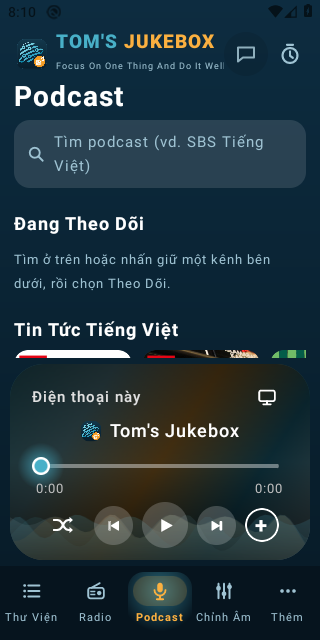 8:10
TOM'S JUKEBOX
Focus On One Thing And Do It Well
Podcast
Tìm podcast (vd. SBS Tiếng
Việt)
Đang Theo Dõi
Tìm ở trên hoặc nhấn giữ một kênh bên
dưới, rồi chọn Theo Dõi.
Tin Tức Tiếng Việt
Điện thoại này
Tom's Jukebox
0:00
0:00
Thư Viện
Radio
Podcast
Chỉnh Âm
Thêm